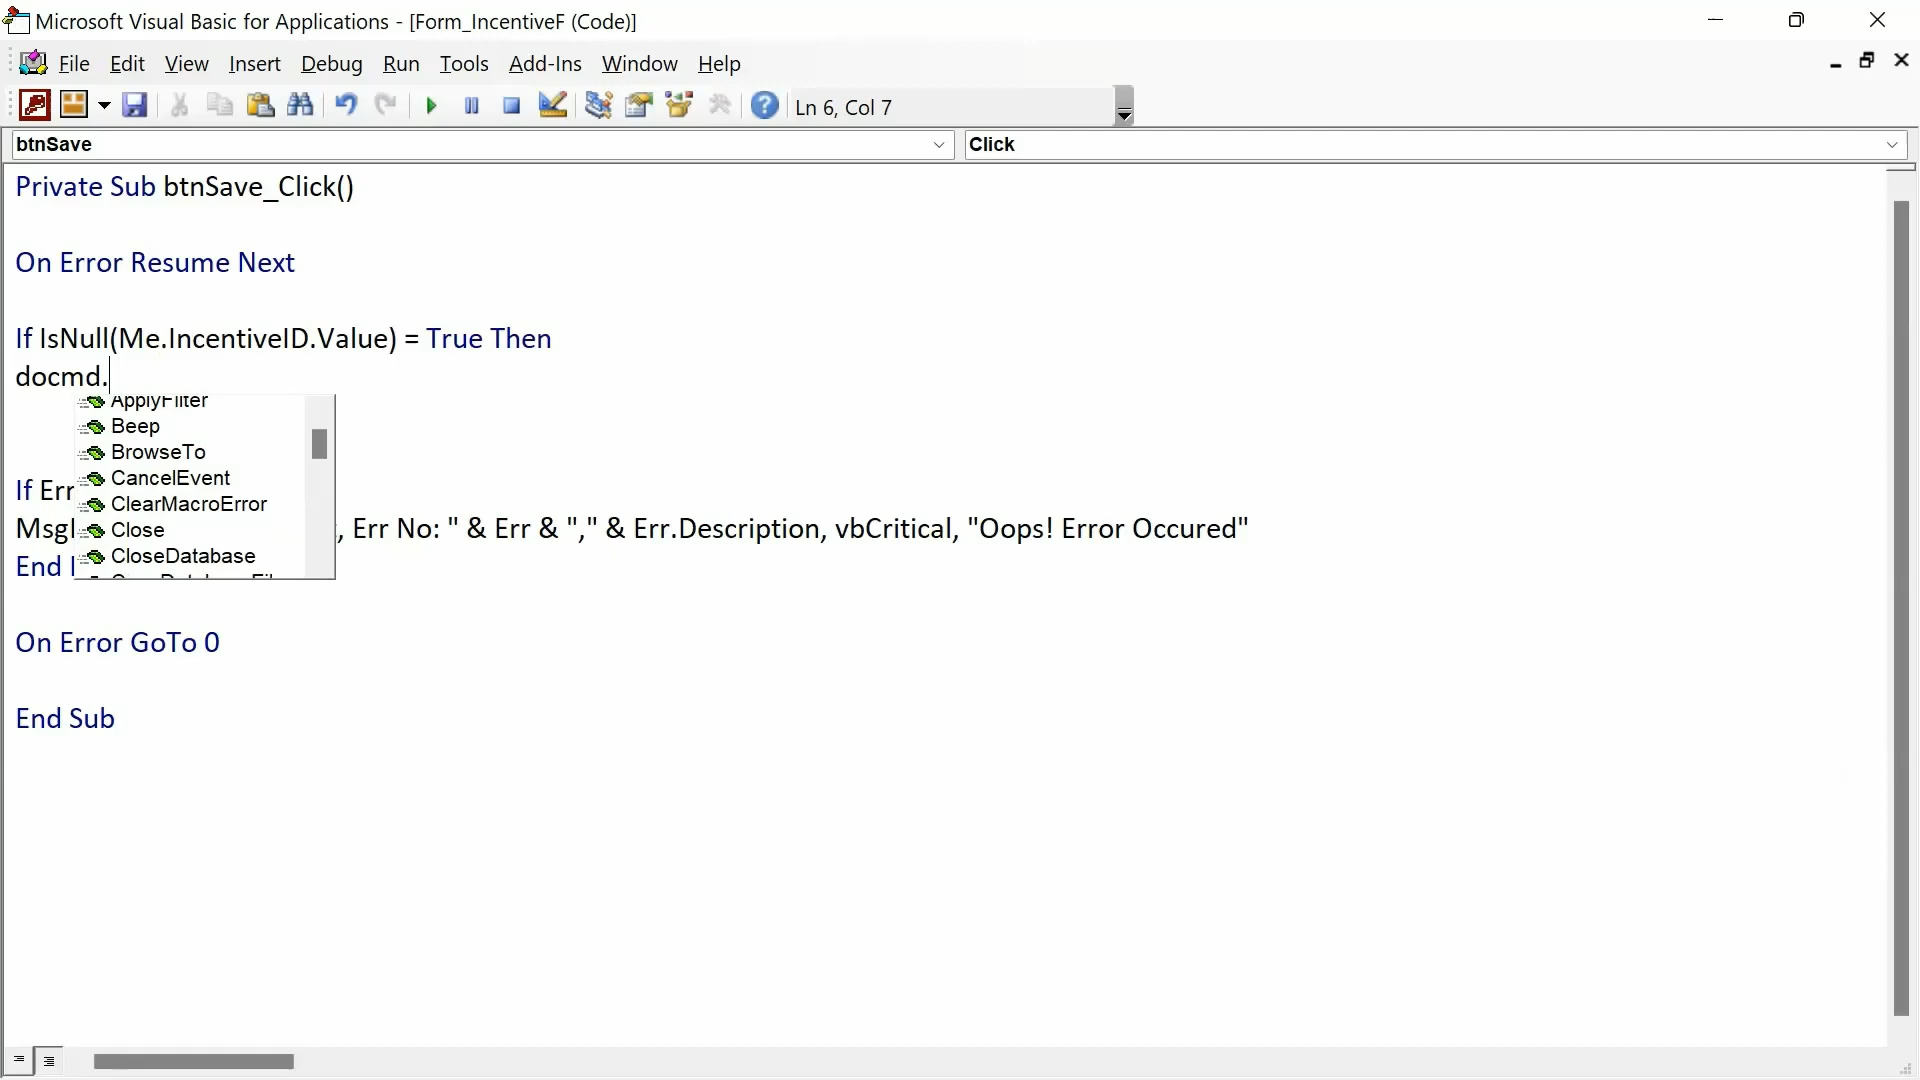 Microsoft Visual Basic for Applications - [Form_IncentiveF (Code)]
File Edit View Insert Debug Run Tools Add-Ins Window Help
Ln 6, Col 7
btnSave
Click
Private Sub btnSave_Click()
On Error Resume Next
If IsNull(Me.IncentiveID.Value) = True Then
docmd.
ApplyFilter
Beep
BrowseTo
CancelEvent
ClearMacroError
Close
CloseDatabase
If Err
, Err No: " & Err & "," & Err.Description, vbCritical, "Oops! Error Occured"
End
On Error GoTo 0
End Sub